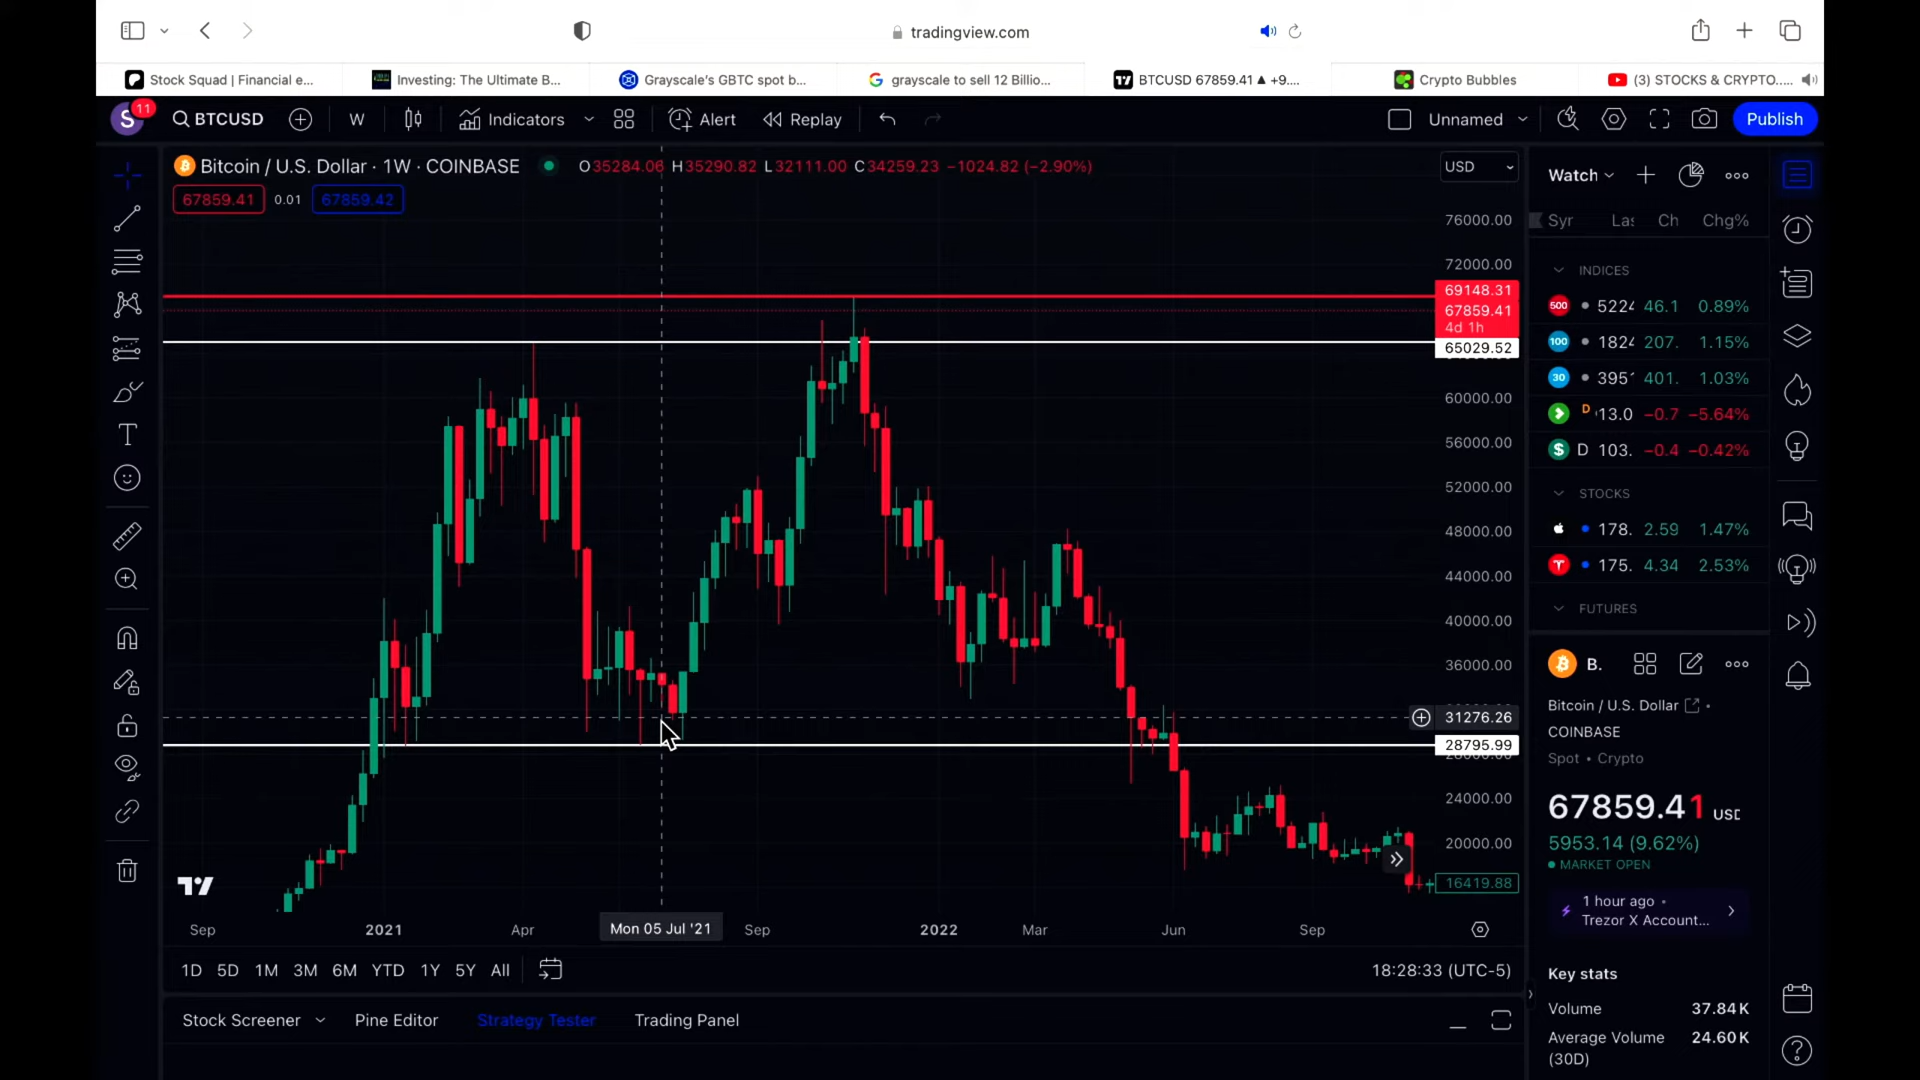 tradingview.com
Stock Squad | Financial e...
Investing: The Ultimate B...
Grayscale's GBTC spot b...
grayscale to sell 12 Billio...
BTCUSD 67859.41 ▲ +9....
Crypto Bubbles
(3) STOCKS & CRYPTO.....
S 11
BTCUSD
W
Indicators
Alert
Replay
Unnamed
Publish
Bitcoin / U.S. Dollar · 1W · COINBASE
O35284.06 H35290.82 L32111.00 C34259.23 −1024.82 (−2.90%)
67859.41 0.01 67859.42
USD
76000.00
72000.00
69148.31
67859.41
4d 1h
65029.52
60000.00
56000.00
52000.00
48000.00
44000.00
40000.00
36000.00
31276.26
28795.99
24000.00
20000.00
16419.88
Sep 2021 Apr Mon 05 Jul '21 Sep 2022 Mar Jun Sep
1D 5D 1M 3M 6M YTD 1Y 5Y All
18:28:33 (UTC-5)
Stock Screener Pine Editor Strategy Tester Trading Panel
Watch
Chg%
INDICES
500 5224 46.1 0.89%
100 1824 207. 1.15%
30 3951 401. 1.03%
D 13.0 −0.7 −5.64%
$ D 103. −0.4 −0.42%
STOCKS
178. 2.59 1.47%
175. 4.34 2.53%
FUTURES
B.
Bitcoin / U.S. Dollar
COINBASE
Spot • Crypto
67859.41 USD
5953.14 (9.62%)
MARKET OPEN
1 hour ago •
Trezor X Account...
Key stats
Volume 37.84K
Average Volume 24.60K
(30D)